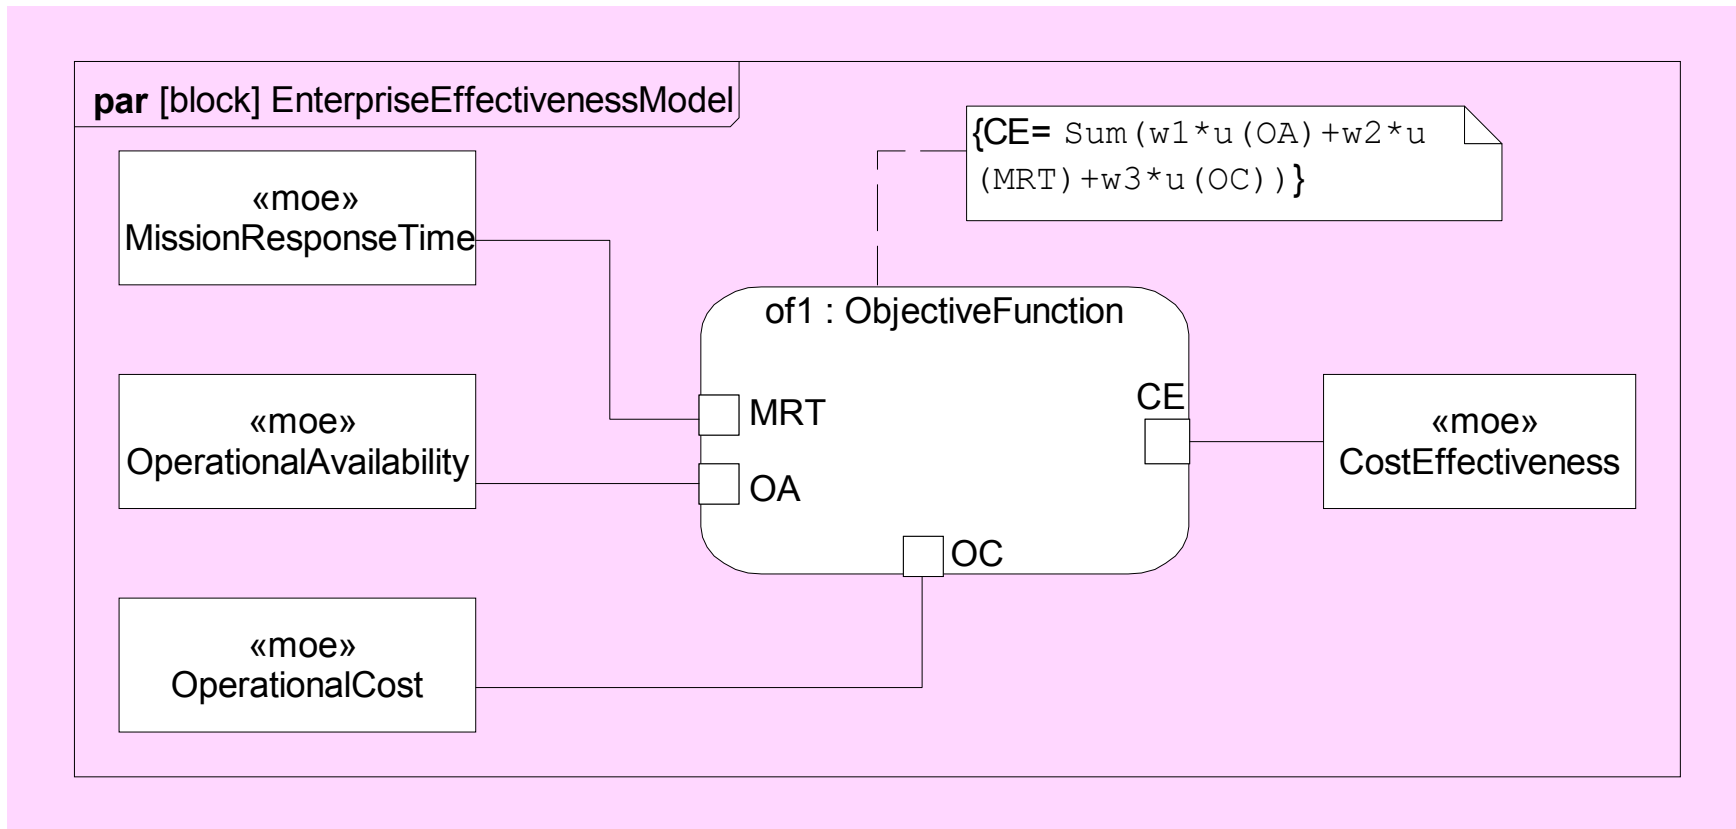 par [block] EnterpriseEffectivenessModel
{CE= Sum(w1*u(OA)+w2*u
(MRT)+w3*u(OC))}
«moe»
MissionResponseTime
of1 : ObjectiveFunction
MRT
CE
«moe»
OperationalAvailability
OA
«moe»
CostEffectiveness
OC
«moe»
OperationalCost